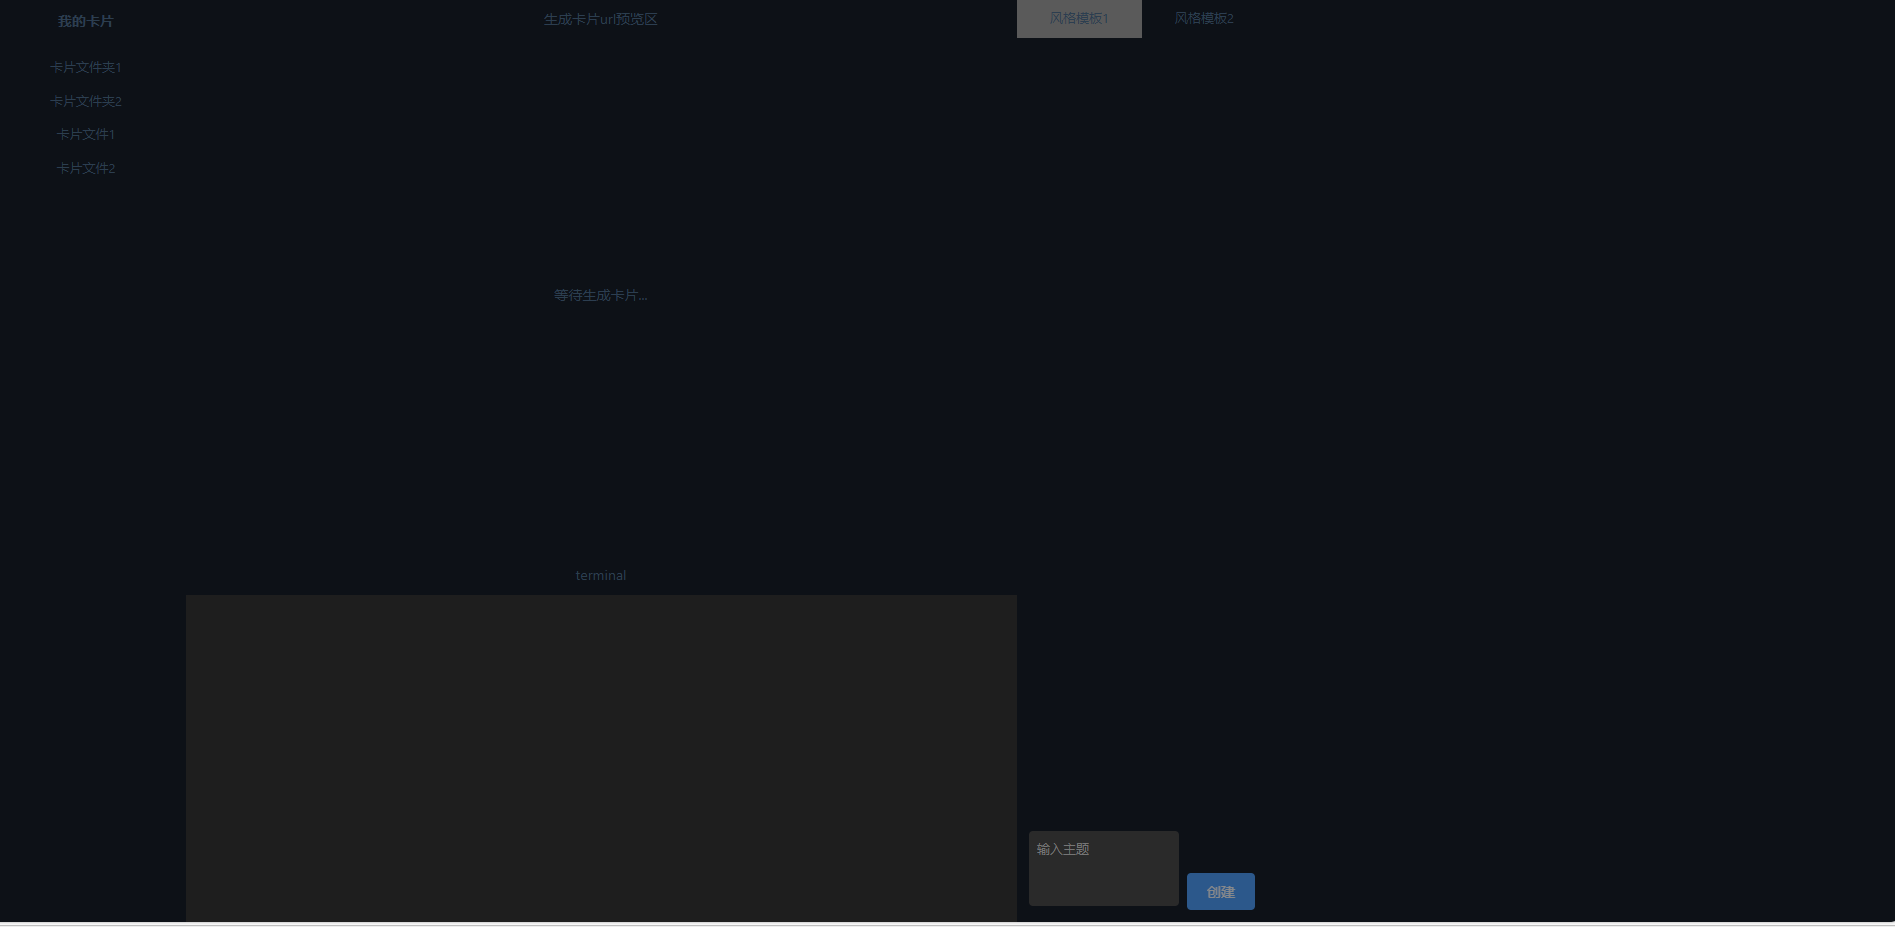 我的卡片
卡片文件夹1
卡片文件夹2
卡片文件1
卡片文件2
生成卡片url预览区
等待生成卡片...
terminal
风格模板1
风格模板2
输入主题
创建